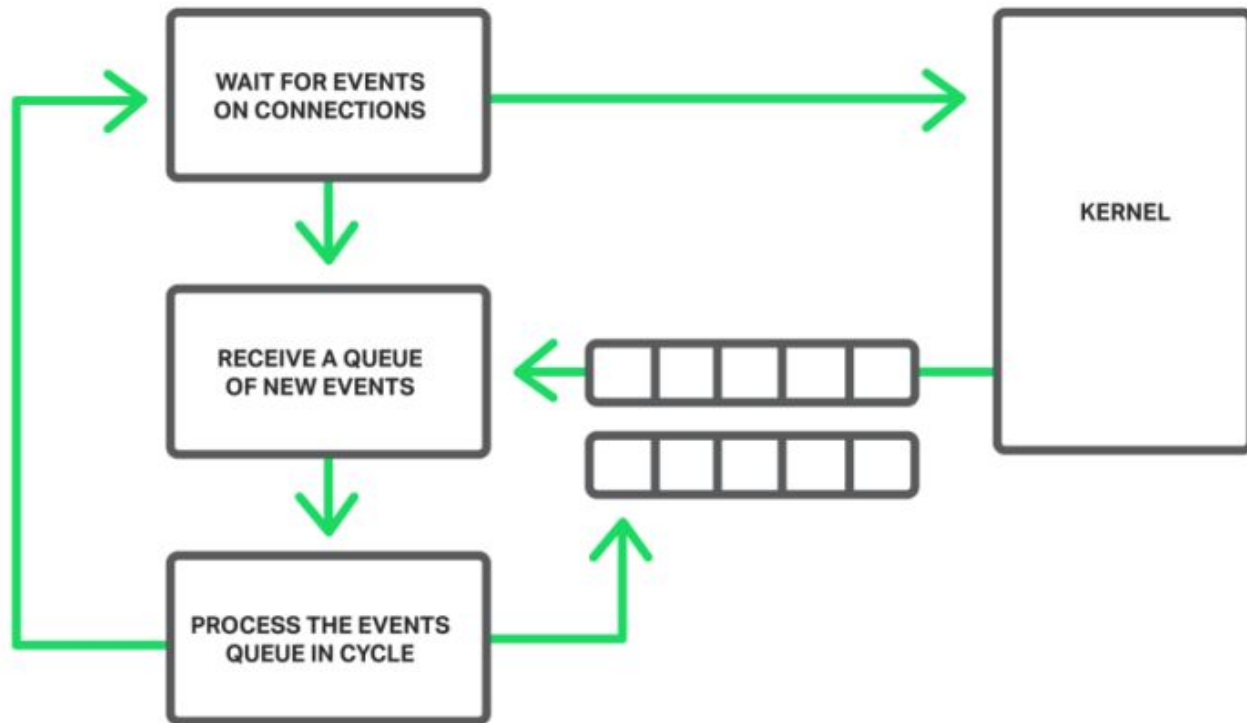 WAIT FOR EVENTS
ON CONNECTIONS
KERNEL
RECEIVE A QUEUE
OF NEW EVENTS
PROCESS THE EVENTS
QUEUE IN CYCLE